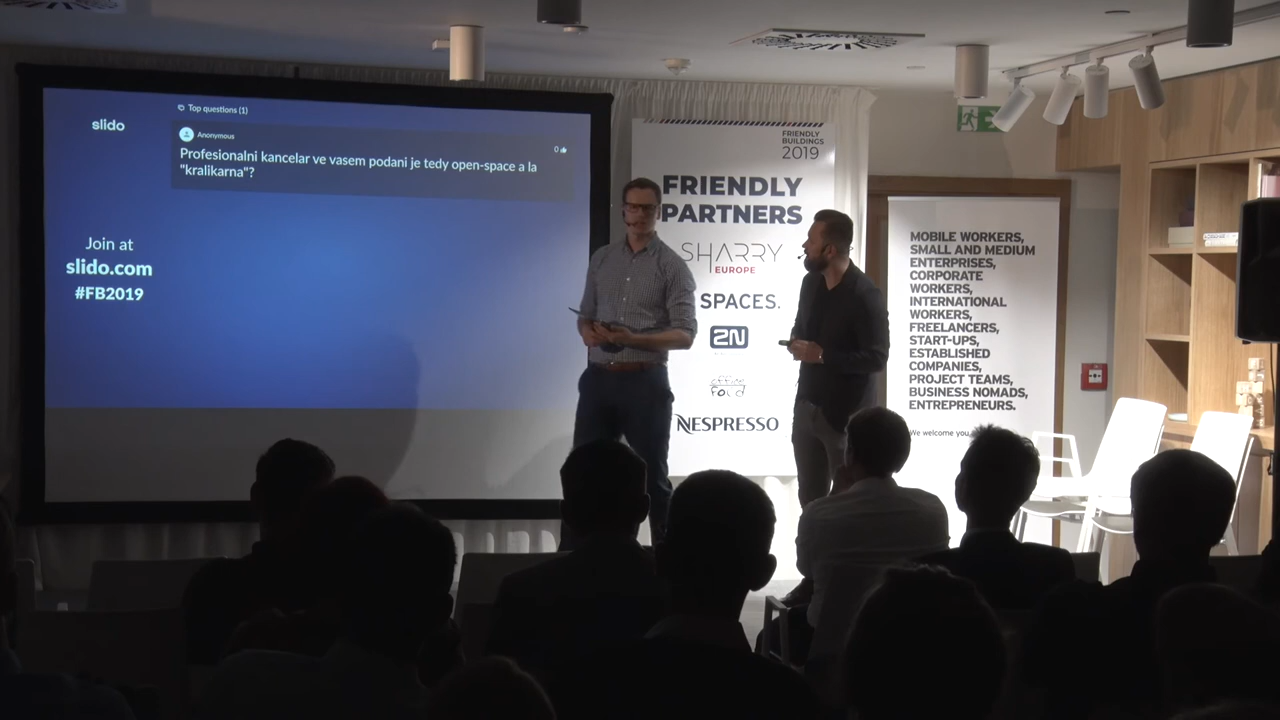 slido
Top questions (1)
Anonymous
0
Profesionalni kancelar ve vasem podani je tedy open-space a la
"kralikarna"?
Join at
slido.com
#FB2019
FRIENDLY
BUILDINGS
2019
FRIENDLY
PARTNERS
SHARRY
EUROPE
SPACES.
2N
office
fold
NESPRESSO
MOBILE WORKERS,
SMALL AND MEDIUM
ENTERPRISES,
CORPORATE
WORKERS,
INTERNATIONAL
WORKERS,
FREELANCERS,
START-UPS,
ESTABLISHED
COMPANIES,
PROJECT TEAMS,
BUSINESS NOMADS,
ENTREPRENEURS.
We welcome you